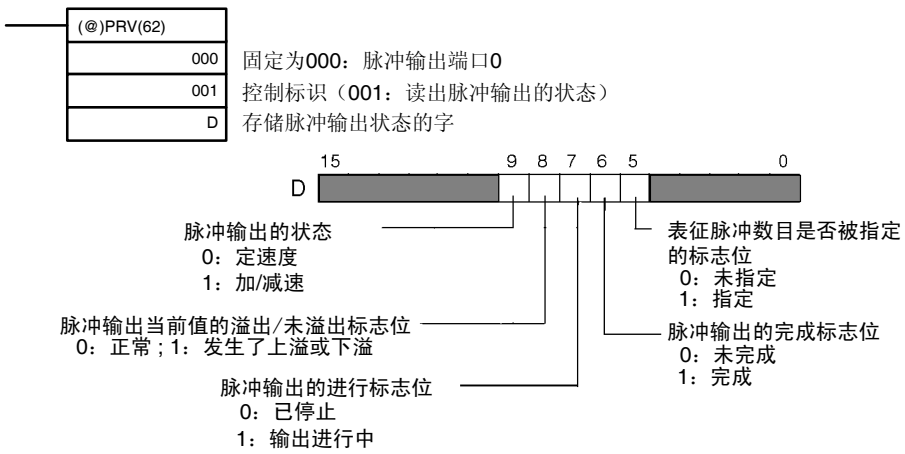 (@)PRV(62)
000 固定为000：脉冲输出端口0
001 控制标识（001：读出脉冲输出的状态）
D 存储脉冲输出状态的字
15 9 8 7 6 5 0
D
脉冲输出的状态
0：定速度
1：加/减速
表征脉冲数目是否被指定
的标志位
0：未指定
1：指定
脉冲输出当前值的溢出/未溢出标志位
0：正常；1：发生了上溢或下溢
脉冲输出的完成标志位
0：未完成
1：完成
脉冲输出的进行标志位
0：已停止
1：输出进行中